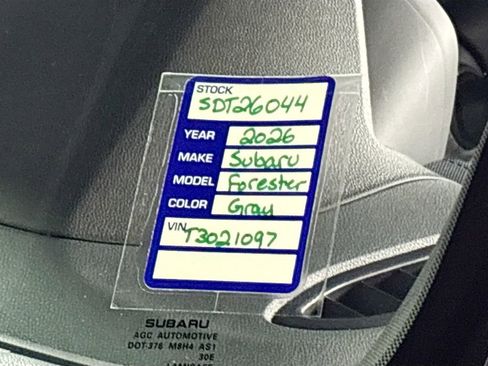 STOCK
SDT26044
YEAR 2026
MAKE Subaru
MODEL Forester
COLOR Gray
VIN T3021097
SUBARU
AGC AUTOMOTIVE
DOT-376 M8H4 AS1
30E
LAMISAFE